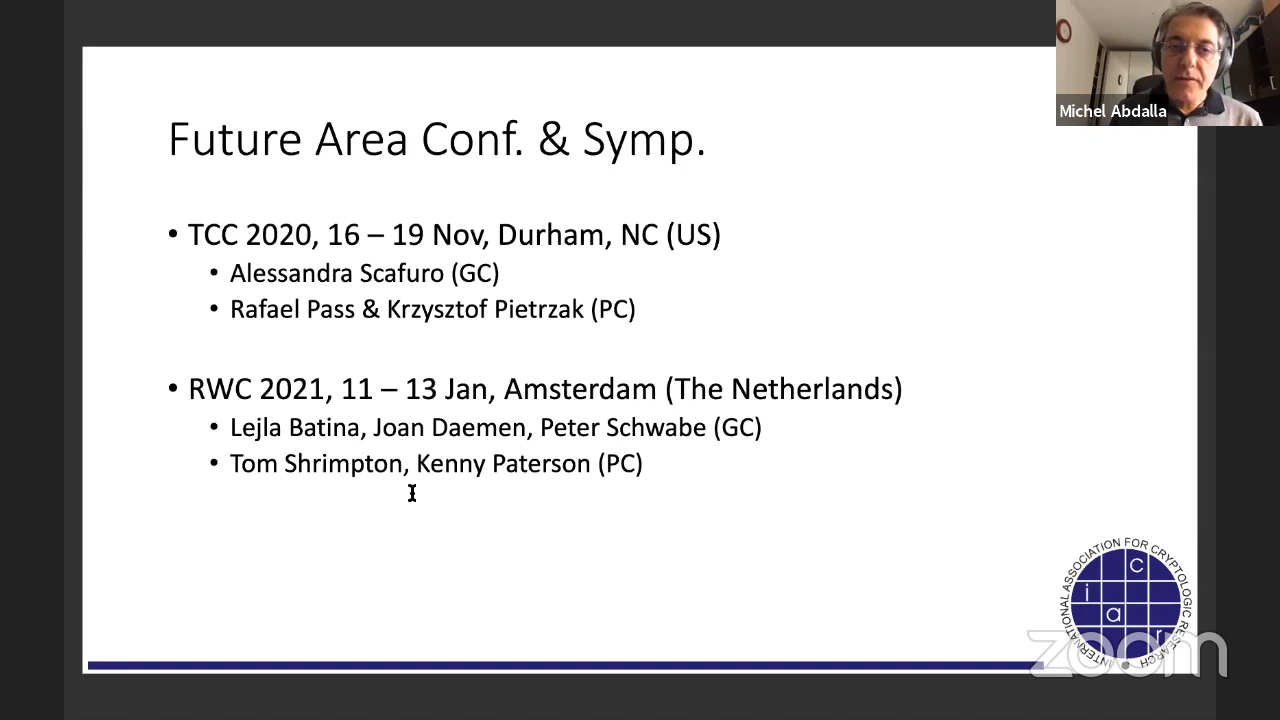 Future Area Conf. & Symp.
• TCC 2020, 16 – 19 Nov, Durham, NC (US)
• Alessandra Scafuro (GC)
• Rafael Pass & Krzysztof Pietrzak (PC)
• RWC 2021, 11 – 13 Jan, Amsterdam (The Netherlands)
• Lejla Batina, Joan Daemen, Peter Schwabe (GC)
• Tom Shrimpton, Kenny Paterson (PC)
Michel Abdalla
INTERNATIONAL ASSOCIATION FOR CRYPTOLOGIC RESEARCH
c
i
a
r
zoom